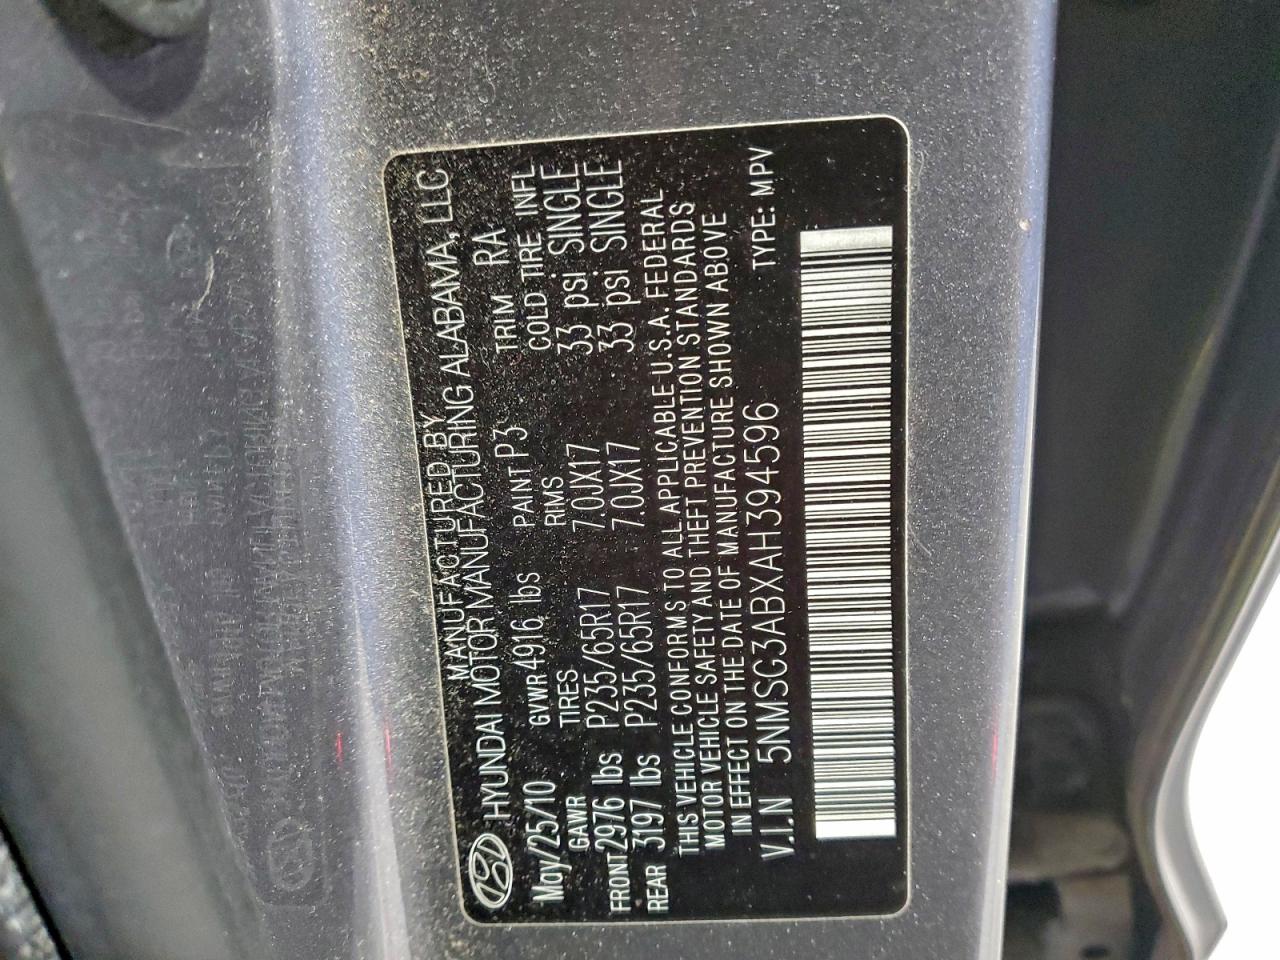 MANUFACTURED BY
HYUNDAI MOTOR MANUFACTURING ALABAMA, LLC
May/25/10 GVWR 4916 lbs PAINT P3 TRIM RA
GAWR TIRES RIMS COLD TIRE INFL
FRONT 2976 lbs P235/65R17 7.0JX17 33 psi SINGLE
REAR 3197 lbs P235/65R17 7.0JX17 33 psi SINGLE
THIS VEHICLE CONFORMS TO ALL APPLICABLE U.S.A. FEDERAL
MOTOR VEHICLE SAFETY AND THEFT PREVENTION STANDARDS
IN EFFECT ON THE DATE OF MANUFACTURE SHOWN ABOVE
V.I.N 5NMSG3ABXAH394596 TYPE: MPV